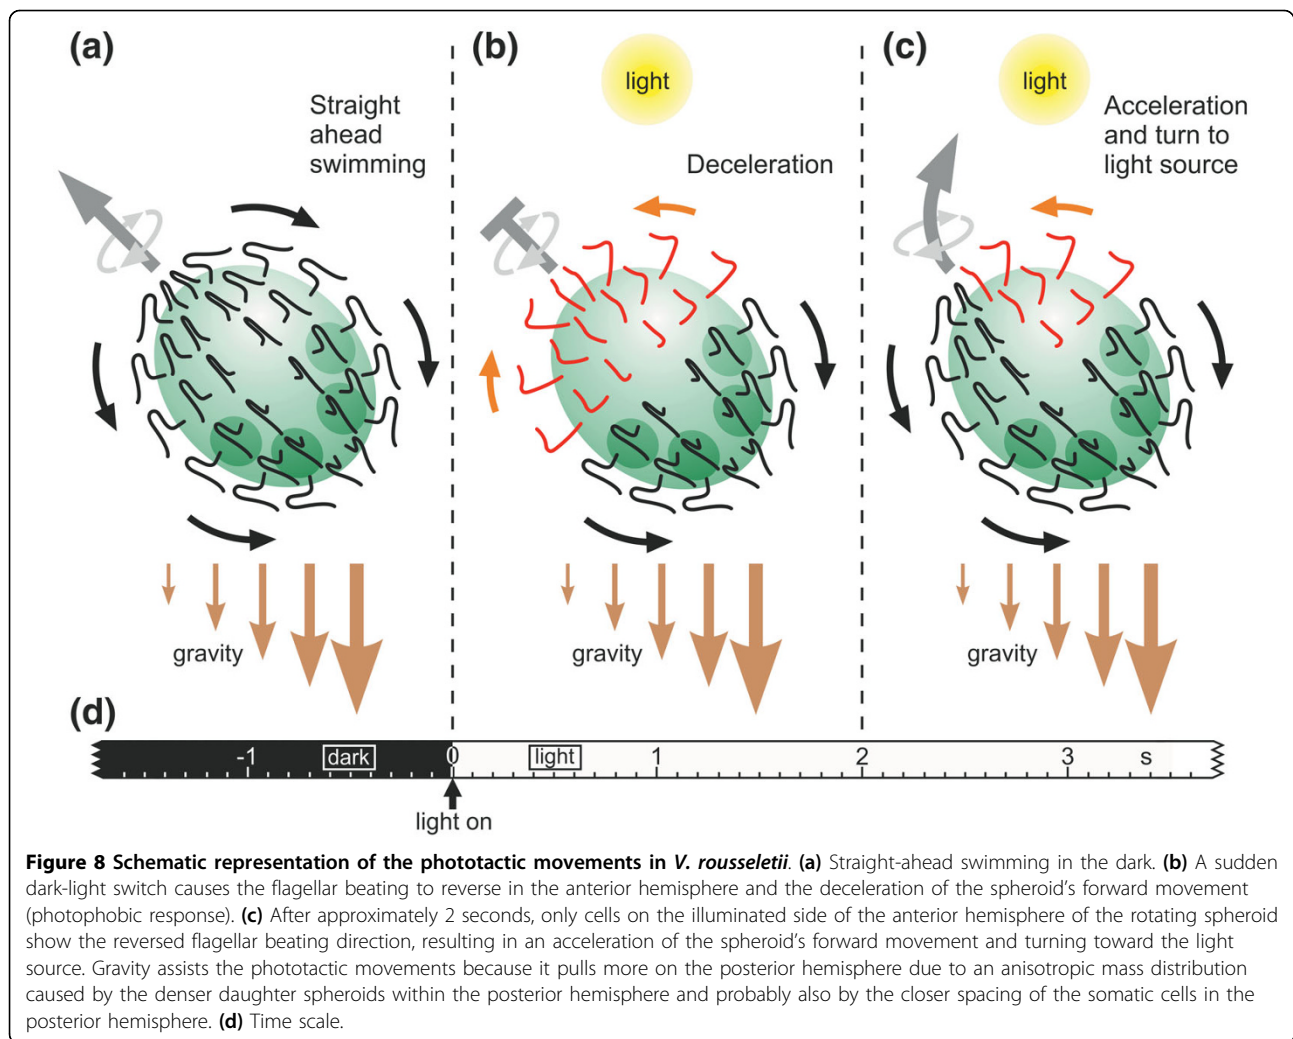 (a)
Straight
ahead
swimming
(b)
light
Deceleration
(c)
light
Acceleration
and turn to
light source
gravity
gravity
gravity
(d)
-1
dark
0
light
1
2
3
s
light on
Figure 8 Schematic representation of the phototactic movements in V. rousseletii. (a) Straight-ahead swimming in the dark. (b) A sudden
dark-light switch causes the flagellar beating to reverse in the anterior hemisphere and the deceleration of the spheroid's forward movement
(photophobic response). (c) After approximately 2 seconds, only cells on the illuminated side of the anterior hemisphere of the rotating spheroid
show the reversed flagellar beating direction, resulting in an acceleration of the spheroid's forward movement and turning toward the light
source. Gravity assists the phototactic movements because it pulls more on the posterior hemisphere due to an anisotropic mass distribution
caused by the denser daughter spheroids within the posterior hemisphere and probably also by the closer spacing of the somatic cells in the
posterior hemisphere. (d) Time scale.